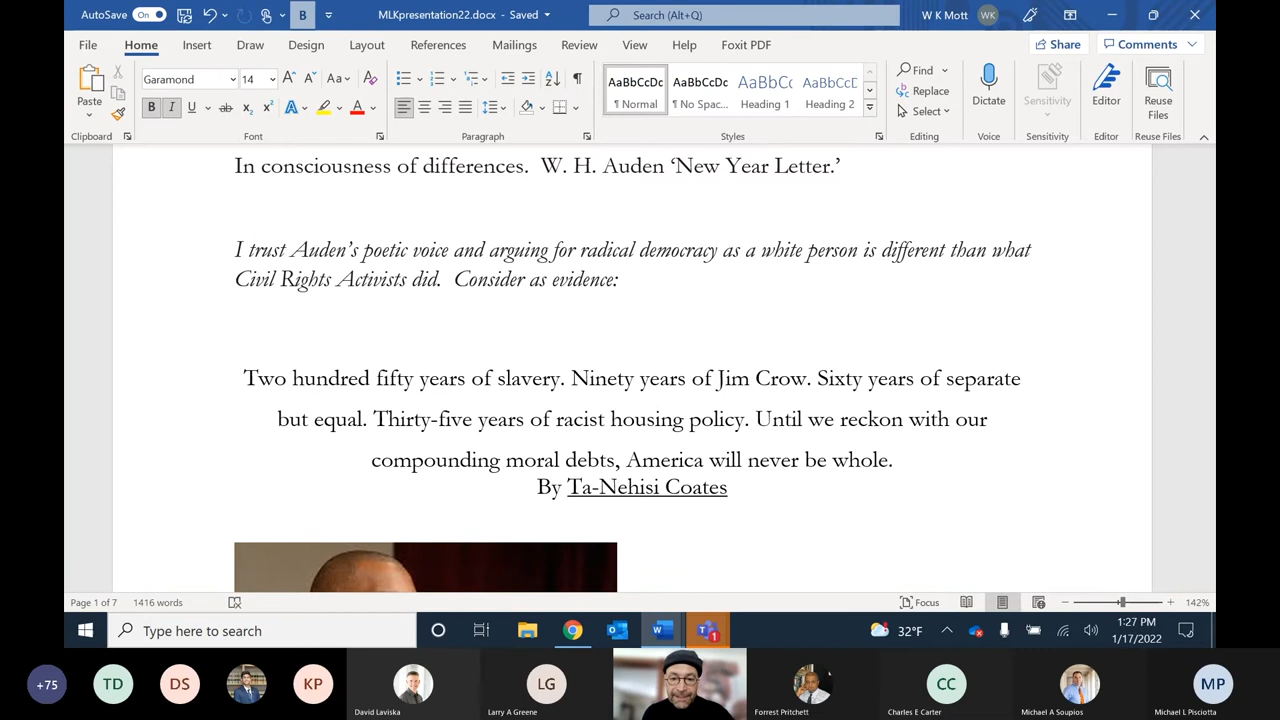 AutoSave On MLKpresentation22.docx - Saved Search (Alt+Q) W K Mott WK
File Home Insert Draw Design Layout References Mailings Review View Help Foxit PDF Share Comments
Paste Garamond 14 Aa AaBbCcDc AaBbCcDc AaBbCc AaBbCcD Find Replace Select Dictate Sensitivity Editor Reuse Files
B I U ab x₂ x² A A ¶ Normal ¶ No Spac... Heading 1 Heading 2
Clipboard Font Paragraph Styles Editing Voice Sensitivity Editor Reuse Files
In consciousness of differences. W. H. Auden ‘New Year Letter.’
I trust Auden’s poetic voice and arguing for radical democracy as a white person is different than what
Civil Rights Activists did. Consider as evidence:
Two hundred fifty years of slavery. Ninety years of Jim Crow. Sixty years of separate
but equal. Thirty-five years of racist housing policy. Until we reckon with our
compounding moral debts, America will never be whole.
By Ta-Nehisi Coates
Page 1 of 7 1416 words Focus 142%
Type here to search 32°F 1:27 PM
1/17/2022
+75 TD DS KP LG CC MP
David Laviska Larry A Greene Forrest Pritchett Charles E Carter Michael A Soupios Michael L Pisciotta